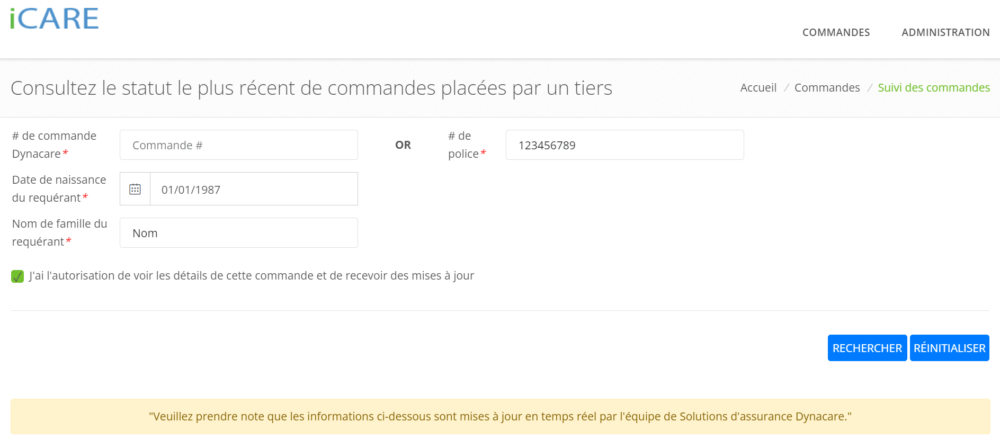 iCARE
COMMANDES ADMINISTRATION
Consultez le statut le plus récent de commandes placées par un tiers
Accueil / Commandes / Suivi des commandes
# de commande
Dynacare*
Commande #
OR
# de
police*
123456789
Date de naissance
du requérant*
01/01/1987
Nom de famille du
requérant*
Nom
J'ai l'autorisation de voir les détails de cette commande et de recevoir des mises à jour
RECHERCHER RÉINITIALISER
"Veuillez prendre note que les informations ci-dessous sont mises à jour en temps réel par l'équipe de Solutions d'assurance Dynacare."